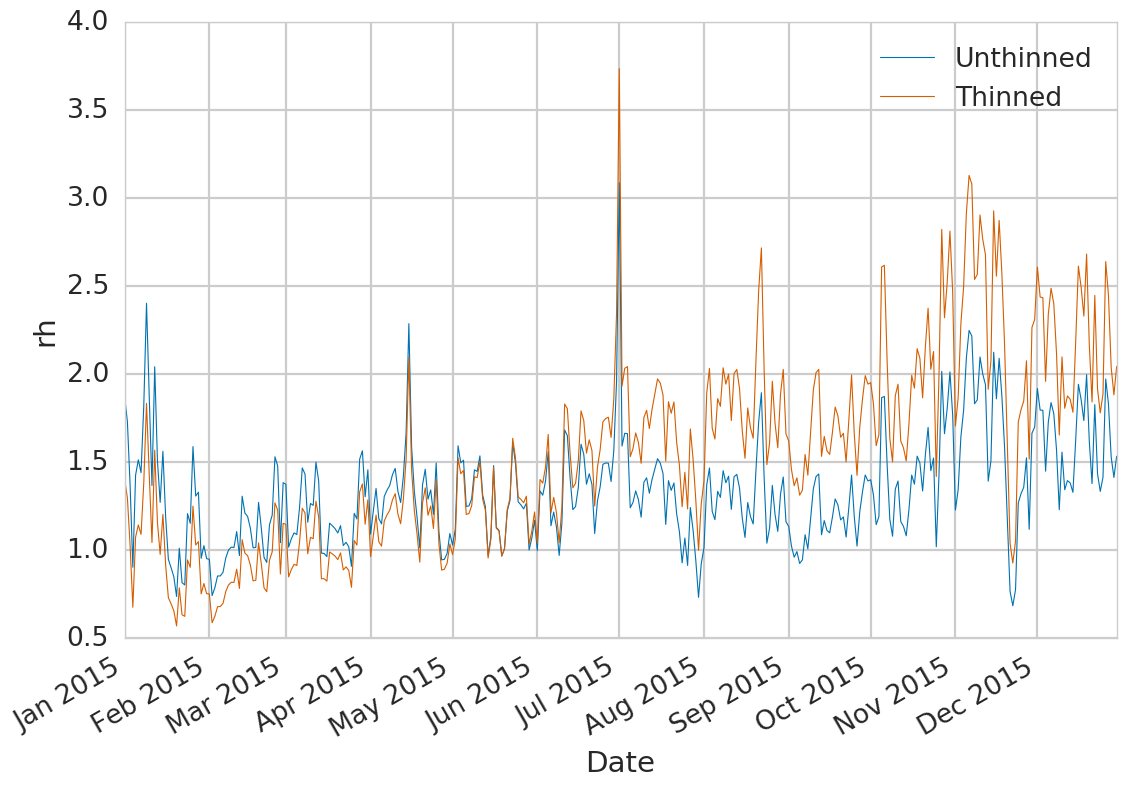 4.0
3.5
3.0
2.5
2.0
1.5
1.0
0.5
rh
Unthinned
Thinned
Jan 2015
Feb 2015
Mar 2015
Apr 2015
May 2015
Jun 2015
Jul 2015
Aug 2015
Sep 2015
Oct 2015
Nov 2015
Dec 2015
Date